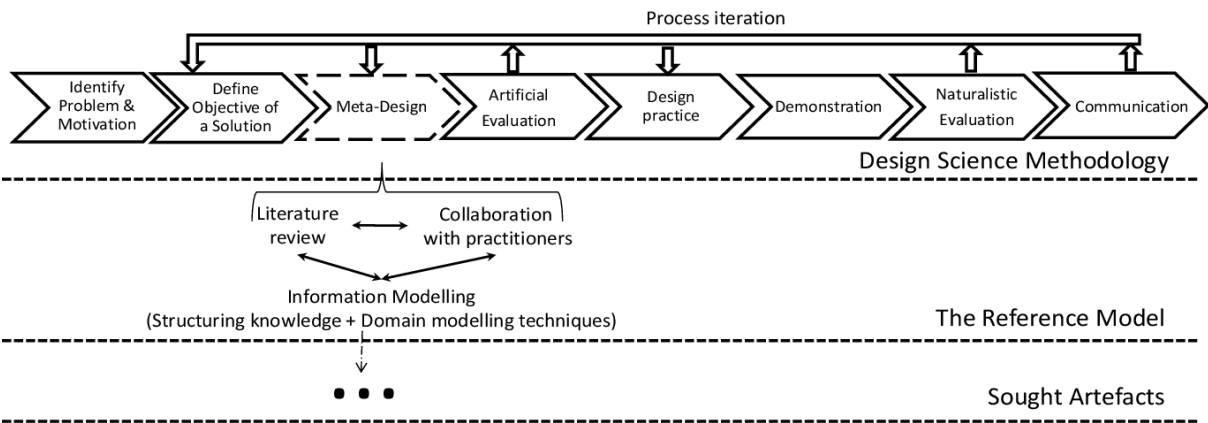 Process iteration
Identify
Problem &
Motivation
Define
Objective of
a Solution
Meta-Design
Artificial
Evaluation
Design
practice
Demonstration
Naturalistic
Evaluation
Communication
Design Science Methodology
Literature
review
Collaboration
with practitioners
Information Modelling
(Structuring knowledge + Domain modelling techniques)
The Reference Model
Sought Artefacts